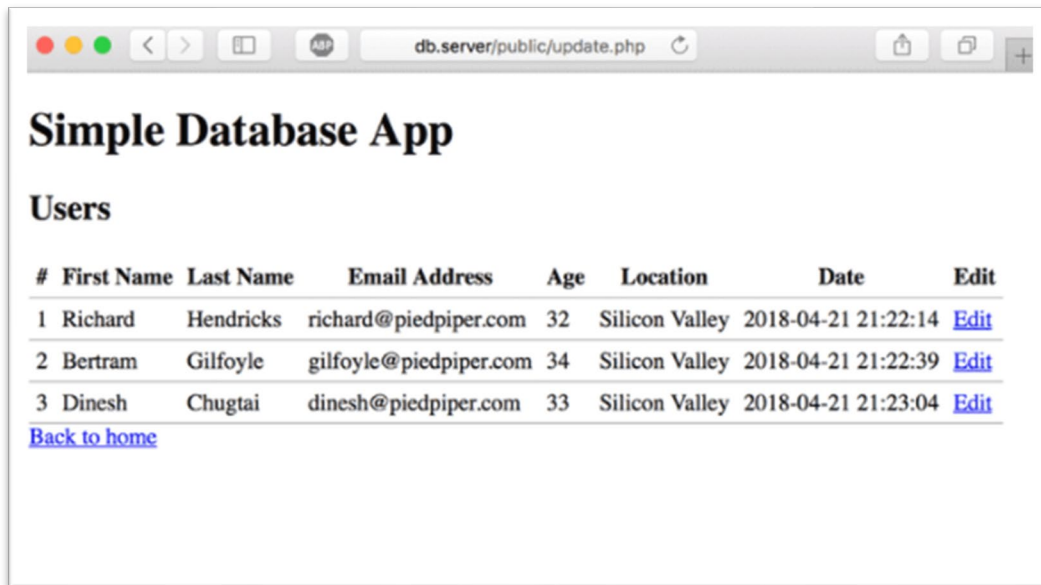 ABP db.server/public/update.php
Simple Database App
Users
# First Name Last Name Email Address Age Location Date Edit
1 Richard Hendricks richard@piedpiper.com 32 Silicon Valley 2018-04-21 21:22:14 Edit
2 Bertram Gilfoyle gilfoyle@piedpiper.com 34 Silicon Valley 2018-04-21 21:22:39 Edit
3 Dinesh Chugtai dinesh@piedpiper.com 33 Silicon Valley 2018-04-21 21:23:04 Edit
Back to home